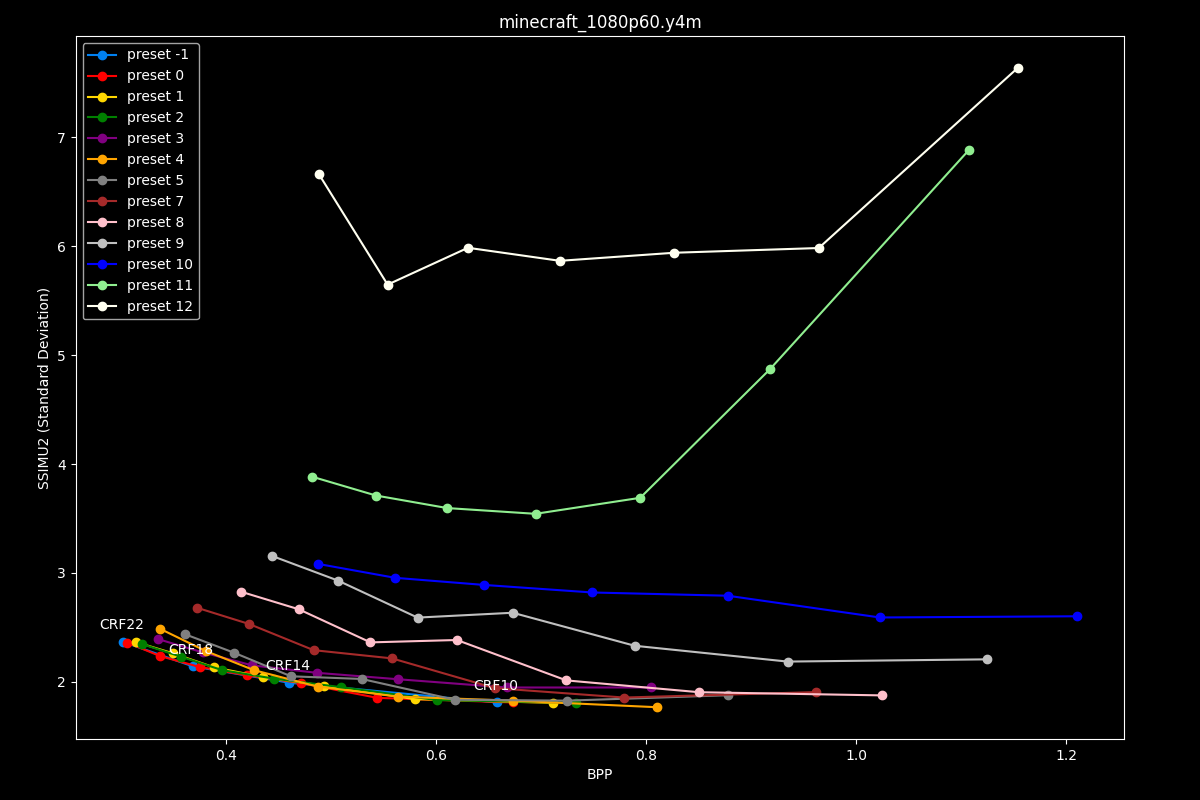 minecraft_1080p60.y4m
preset -1
preset 0
preset 1
preset 2
preset 3
preset 4
preset 5
preset 7
preset 8
preset 9
preset 10
preset 11
preset 12
7
6
5
4
3
2
SSIMU2 (Standard Deviation)
CRF22
CRF18
CRF14
CRF10
0.4
0.6
0.8
1.0
1.2
BPP